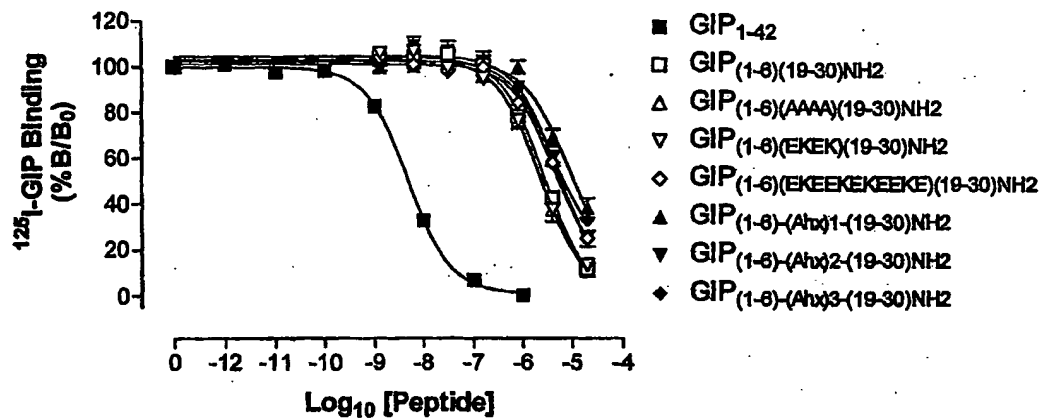 120
100
80
60
40
20
0
125I-GIP Binding
(%B/B0)
0 -12 -11 -10 -9 -8 -7 -6 -5 -4
Log10 [Peptide]
GIP1-42
GIP(1-6)(19-30)NH2
GIP(1-6)(AAAA)(19-30)NH2
GIP(1-6)(EKEK)(19-30)NH2
GIP(1-6)(EKEEKEKEEKE)(19-30)NH2
GIP(1-6)-(Ahx)1-(19-30)NH2
GIP(1-6)-(Ahx)2-(19-30)NH2
GIP(1-6)-(Ahx)3-(19-30)NH2